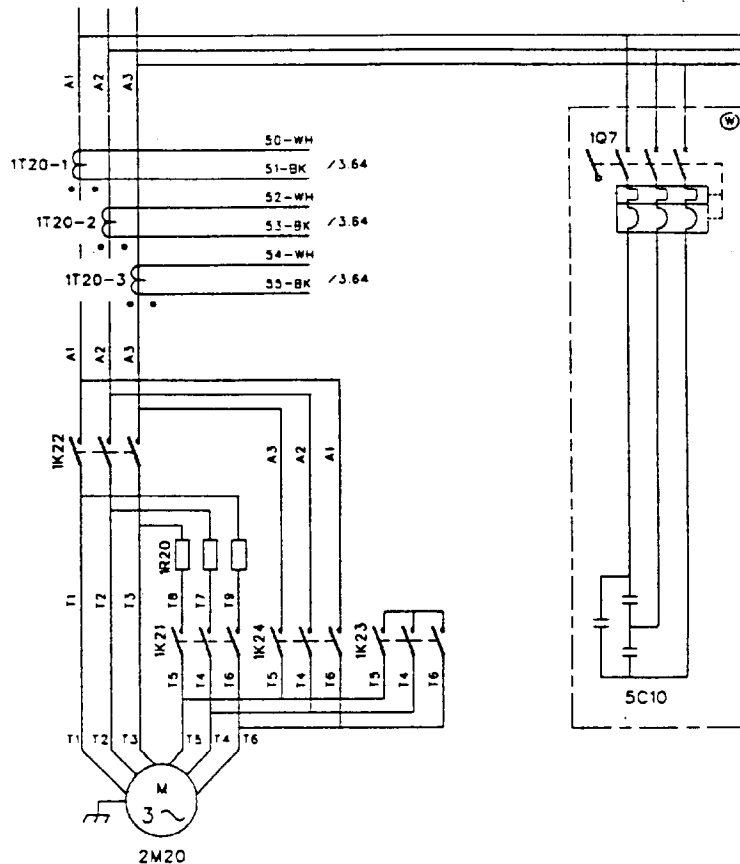 A1 A2 A3
W
1Q7
1T20-1 50-WH
51-BK /3.64
1T20-2 52-WH
53-BK /3.64
1T20-3 54-WH
55-BK /3.64
A1 A2 A3
1K22
A3 A2 A1
1R20
T1 T2 T3 T8 T7 T9
1K21 1K24 1K23
T5 T4 T6 T5 T4 T6 T5 T4 T6
5C10
T1 T2 T3 T5 T4 T6
M
3 ~
2M20